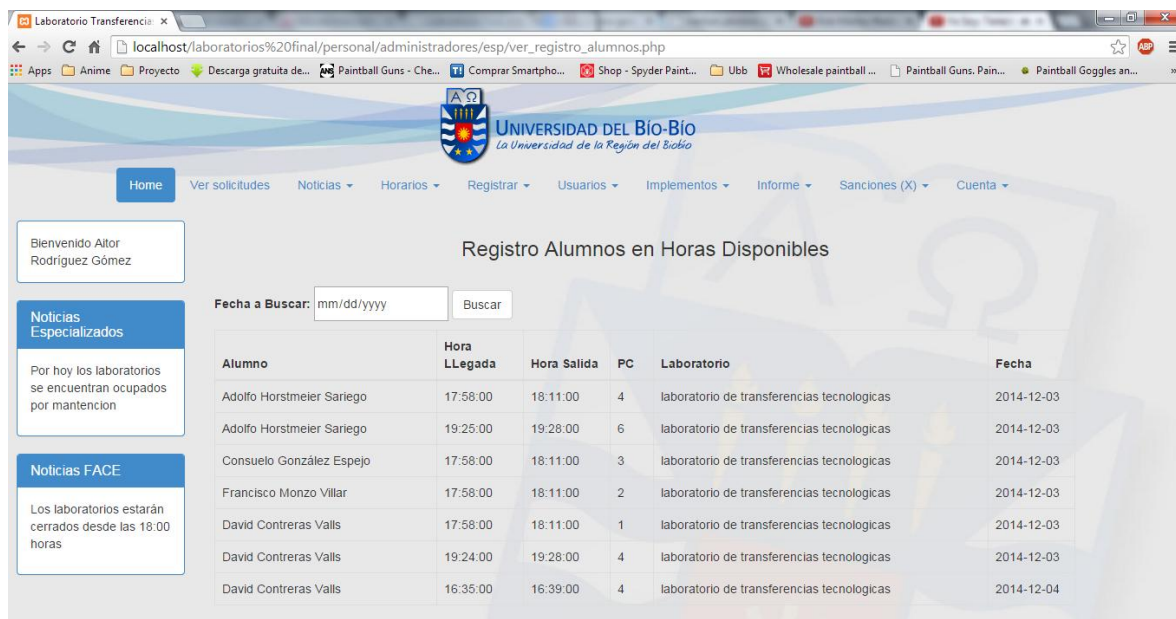 Laboratorio Transferencia
localhost/laboratorios%20final/personal/administradores/esp/ver_registro_alumnos.php
ABP
Apps Anime Proyecto Descarga gratuita de... Paintball Guns - Che... Comprar Smartpho... Shop - Spyder Paint... Ubb Wholesale paintball ... Paintball Guns. Pain... Paintball Goggles an...
UNIVERSIDAD DEL BÍO-BÍO
La Universidad de la Región del Biobío
Home Ver solicitudes Noticias Horarios Registrar Usuarios Implementos Informe Sanciones (X) Cuenta
Bienvenido Aitor
Rodríguez Gómez
Noticias
Especializados
Por hoy los laboratorios
se encuentran ocupados
por mantencion
Noticias FACE
Los laboratorios estarán
cerrados desde las 18:00
horas
Registro Alumnos en Horas Disponibles
Fecha a Buscar: mm/dd/yyyy Buscar
Alumno Hora LLegada Hora Salida PC Laboratorio Fecha
Adolfo Horstmeier Sariego 17:58:00 18:11:00 4 laboratorio de transferencias tecnologicas 2014-12-03
Adolfo Horstmeier Sariego 19:25:00 19:28:00 6 laboratorio de transferencias tecnologicas 2014-12-03
Consuelo González Espejo 17:58:00 18:11:00 3 laboratorio de transferencias tecnologicas 2014-12-03
Francisco Monzo Villar 17:58:00 18:11:00 2 laboratorio de transferencias tecnologicas 2014-12-03
David Contreras Valls 17:58:00 18:11:00 1 laboratorio de transferencias tecnologicas 2014-12-03
David Contreras Valls 19:24:00 19:28:00 4 laboratorio de transferencias tecnologicas 2014-12-03
David Contreras Valls 16:35:00 16:39:00 4 laboratorio de transferencias tecnologicas 2014-12-04